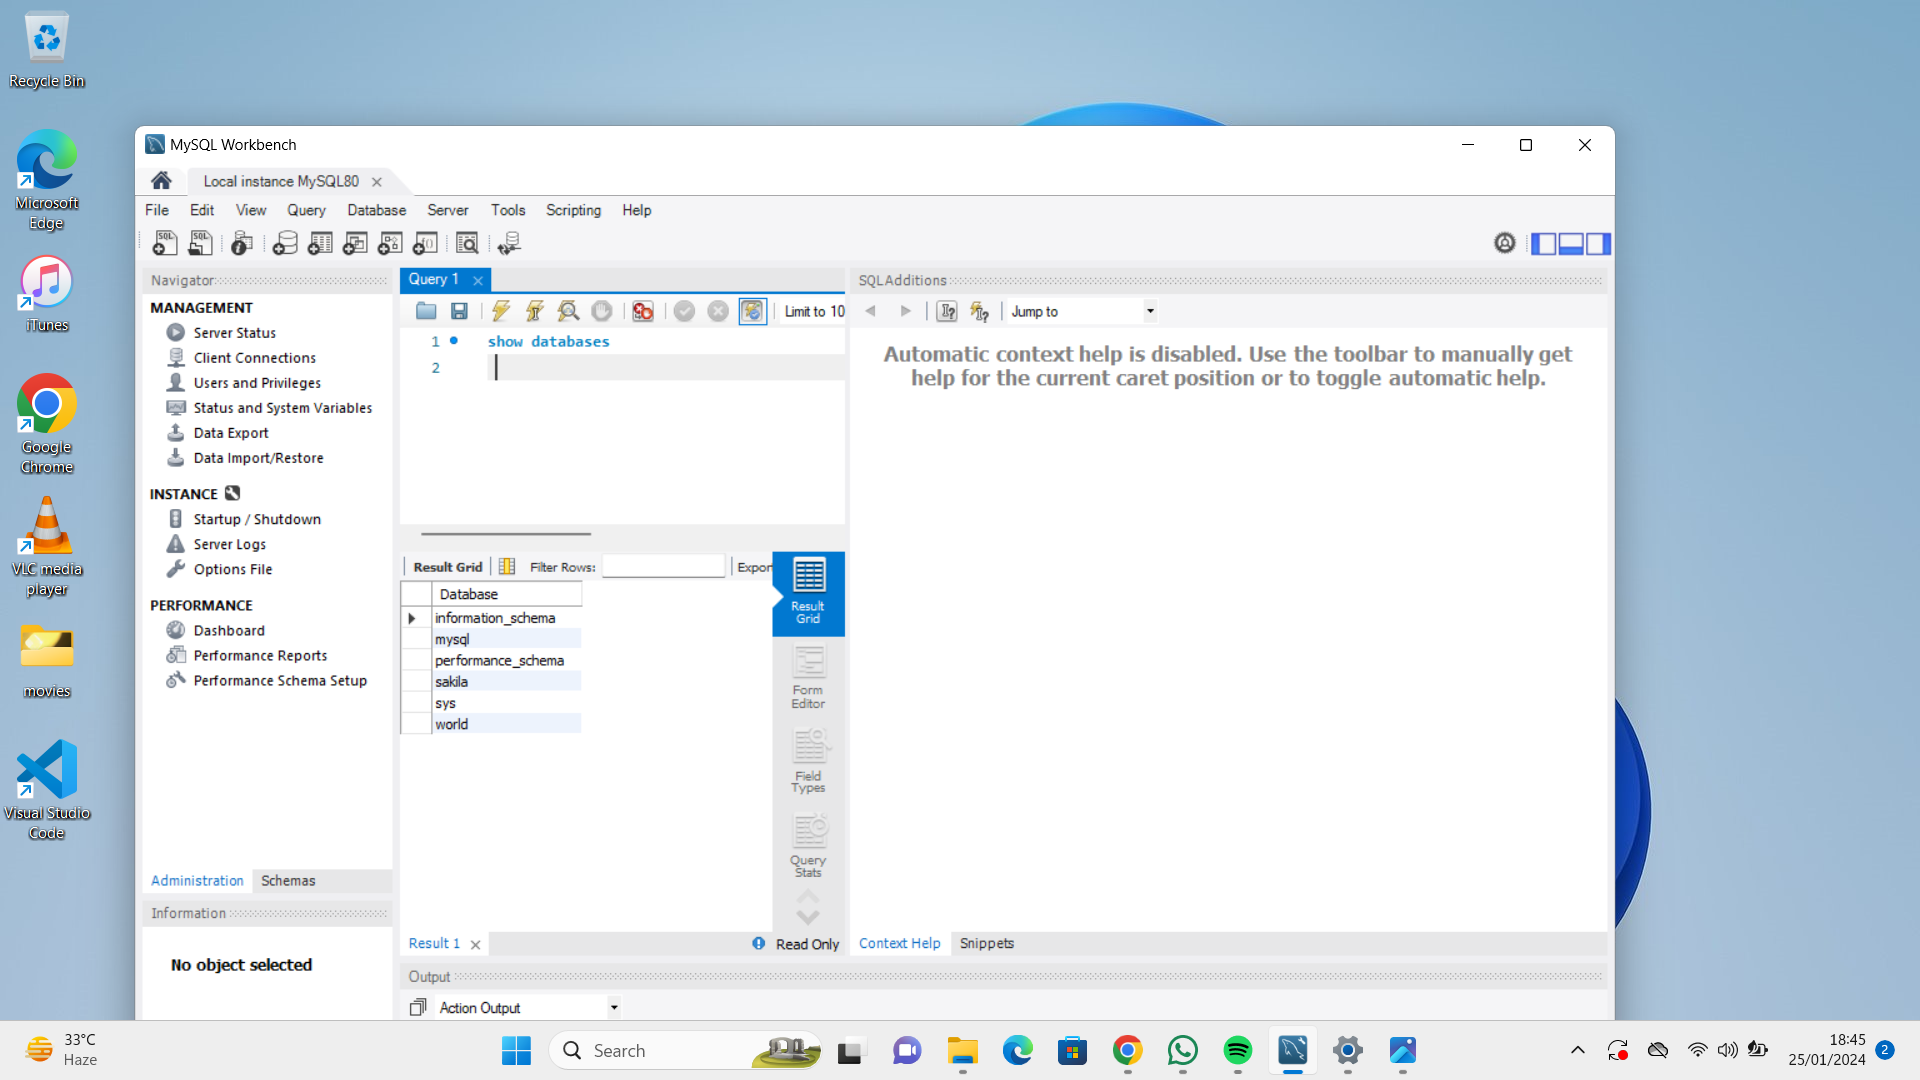 Recycle Bin
Microsoft
Edge
iTunes
Google
Chrome
VLC media
player
movies
Visual Studio
Code
MySQL Workbench
Local instance MySQL80
File Edit View Query Database Server Tools Scripting Help
Navigator
MANAGEMENT
Server Status
Client Connections
Users and Privileges
Status and System Variables
Data Export
Data Import/Restore
INSTANCE
Startup / Shutdown
Server Logs
Options File
PERFORMANCE
Dashboard
Performance Reports
Performance Schema Setup
Administration Schemas
Information
No object selected
Query 1
Limit to 10
1 show databases
2
Result Grid Filter Rows: Expor
Database
information_schema
mysql
performance_schema
sakila
sys
world
Result
Grid
Form
Editor
Field
Types
Query
Stats
Result 1 Read Only
SQLAdditions
Jump to
Automatic context help is disabled. Use the toolbar to manually get
help for the current caret position or to toggle automatic help.
Context Help Snippets
Output
Action Output
33°C
Haze
Search
18:45
25/01/2024
2